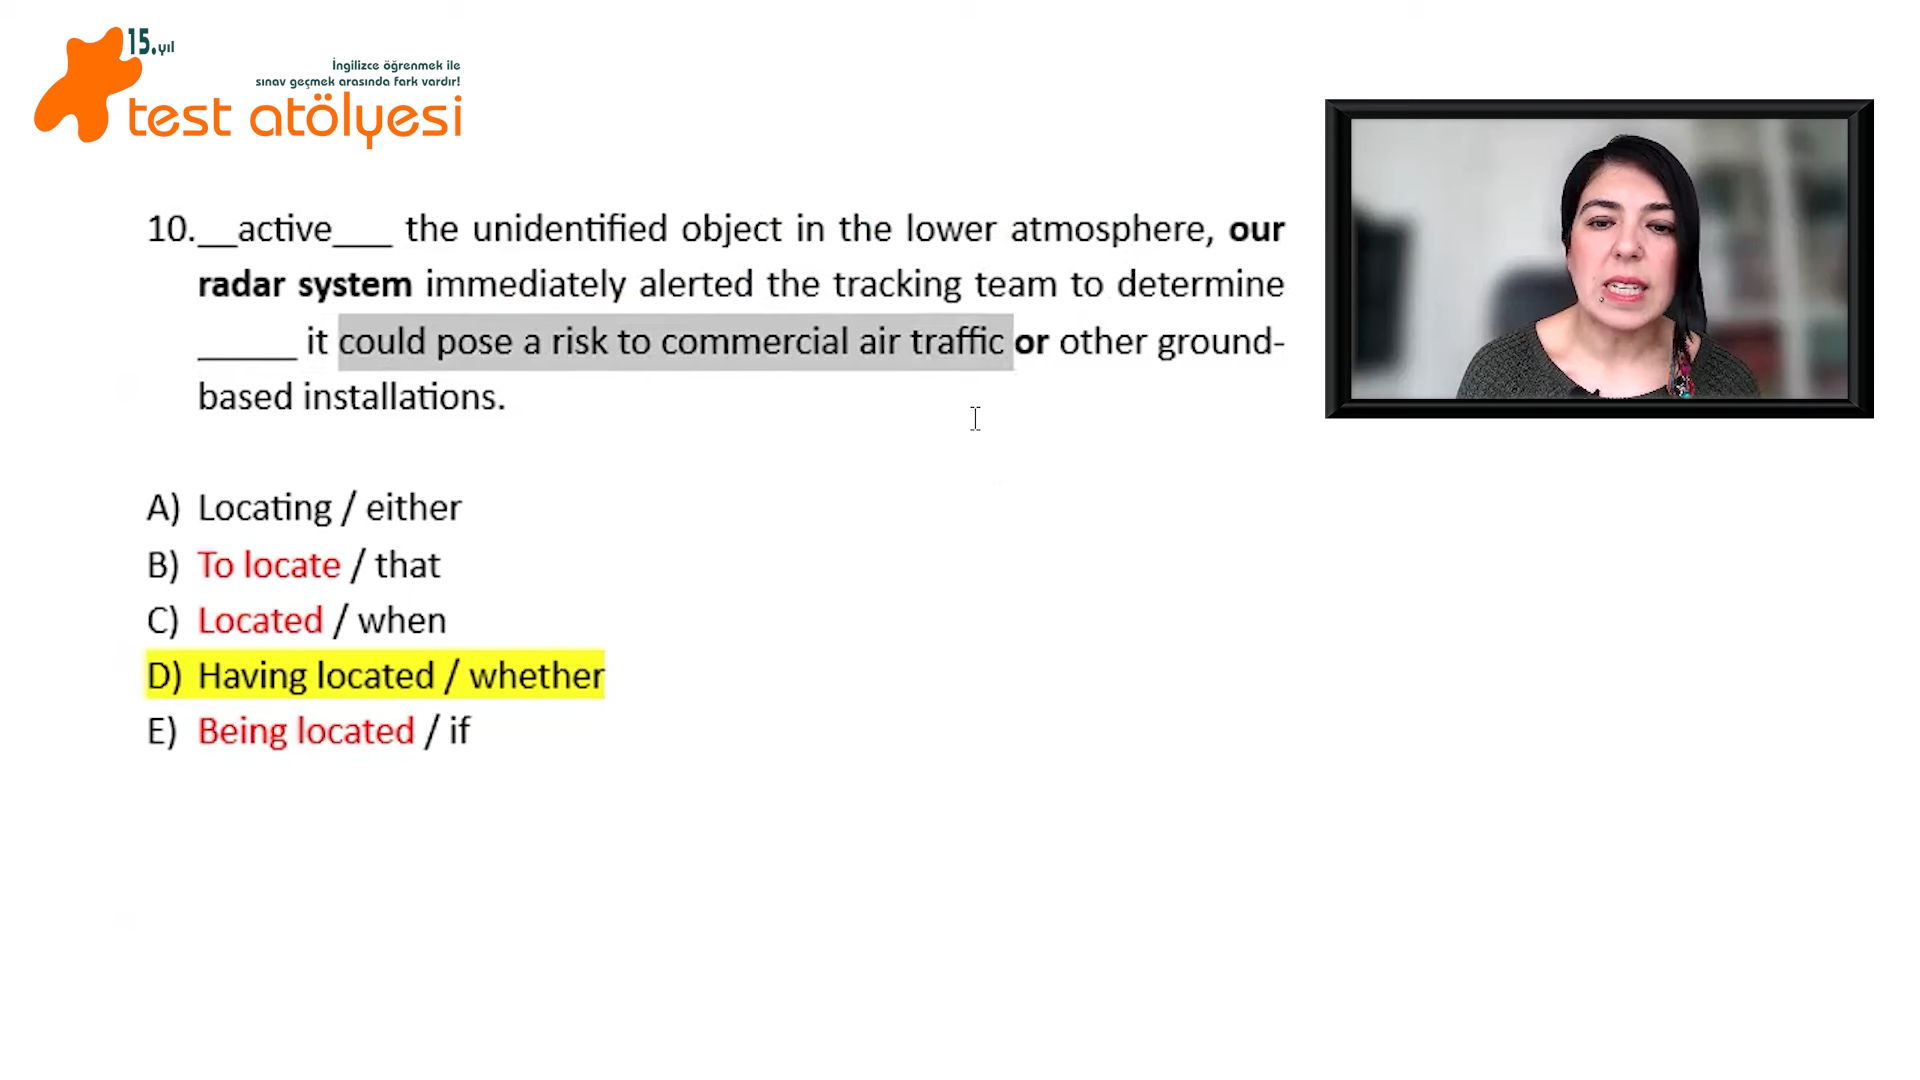 15.yıl
İngilizce öğrenmek ile
sınav geçmek arasında fark vardır!
test atölyesi
10.__active___ the unidentified object in the lower atmosphere, our
radar system immediately alerted the tracking team to determine
_____ it could pose a risk to commercial air traffic or other ground-
based installations.
A) Locating / either
B) To locate / that
C) Located / when
D) Having located / whether
E) Being located / if